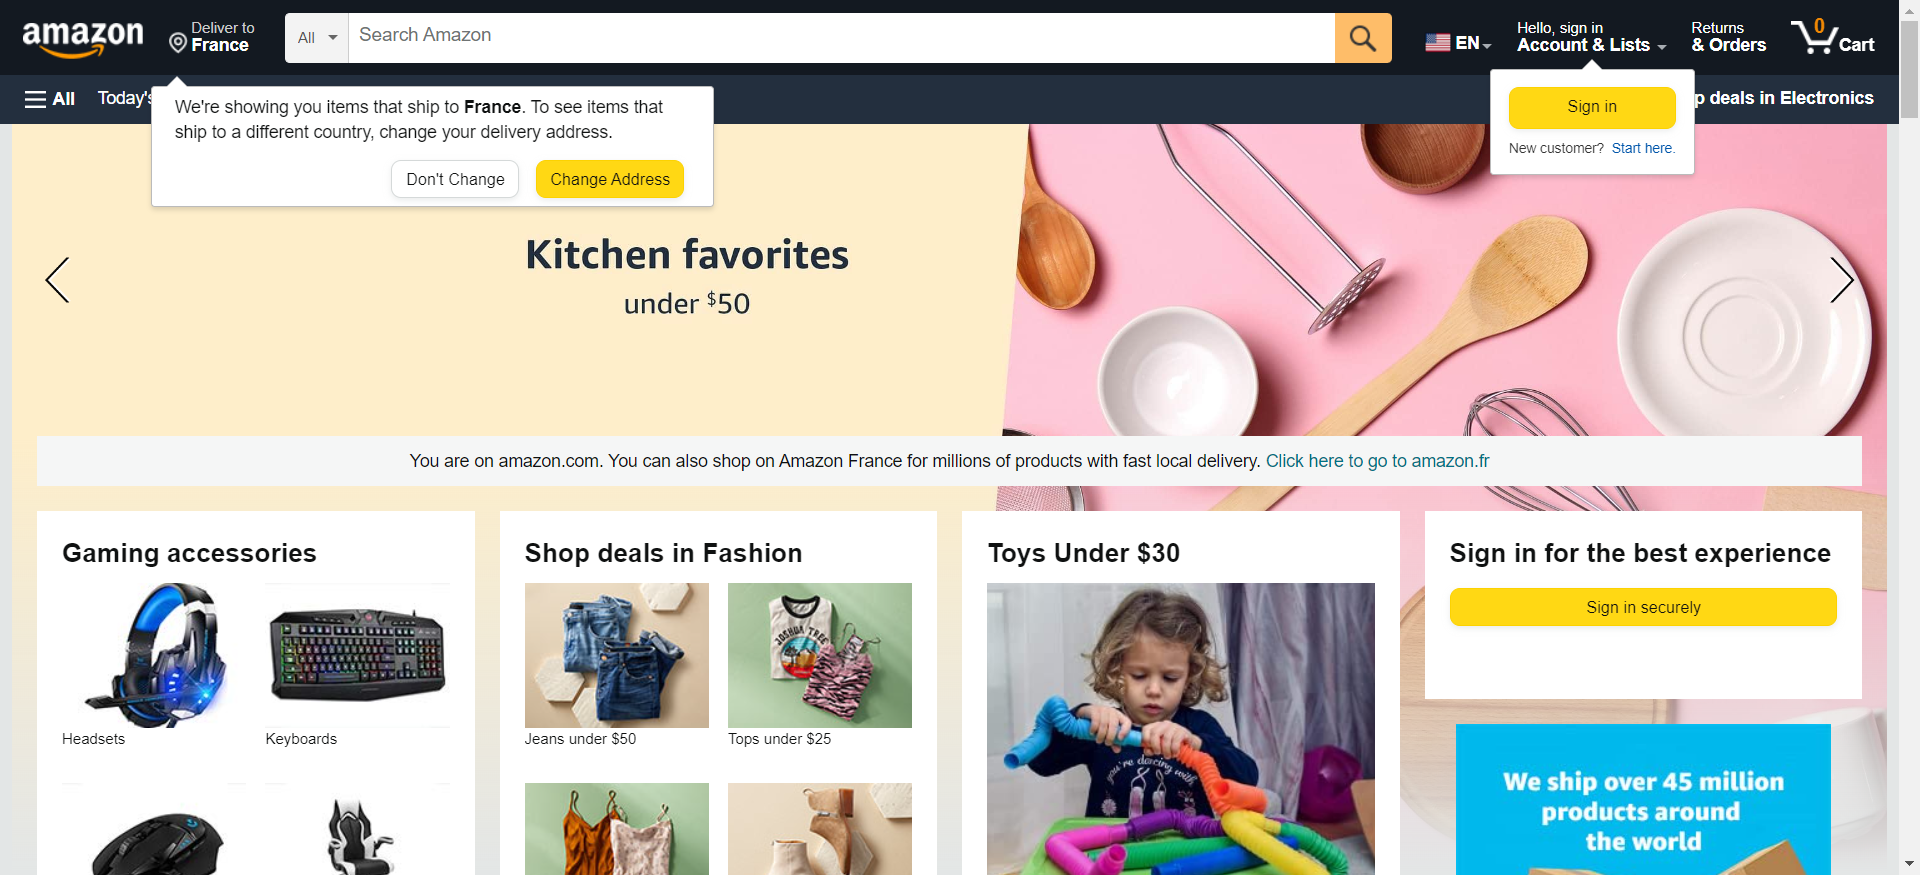 amazon
Deliver to
France
All
Search Amazon
EN
Hello, sign in
Account & Lists
Returns
& Orders
0
Cart
All
Today's
p deals in Electronics
We're showing you items that ship to France. To see items that
ship to a different country, change your delivery address.
Don't Change
Change Address
Sign in
New customer? Start here.
Kitchen favorites
under $50
You are on amazon.com. You can also shop on Amazon France for millions of products with fast local delivery. Click here to go to amazon.fr
Gaming accessories
Headsets
Keyboards
Shop deals in Fashion
JOSHUA TREE
Jeans under $50
Tops under $25
Toys Under $30
you're dancing with
Sign in for the best experience
Sign in securely
We ship over 45 million
products around
the world